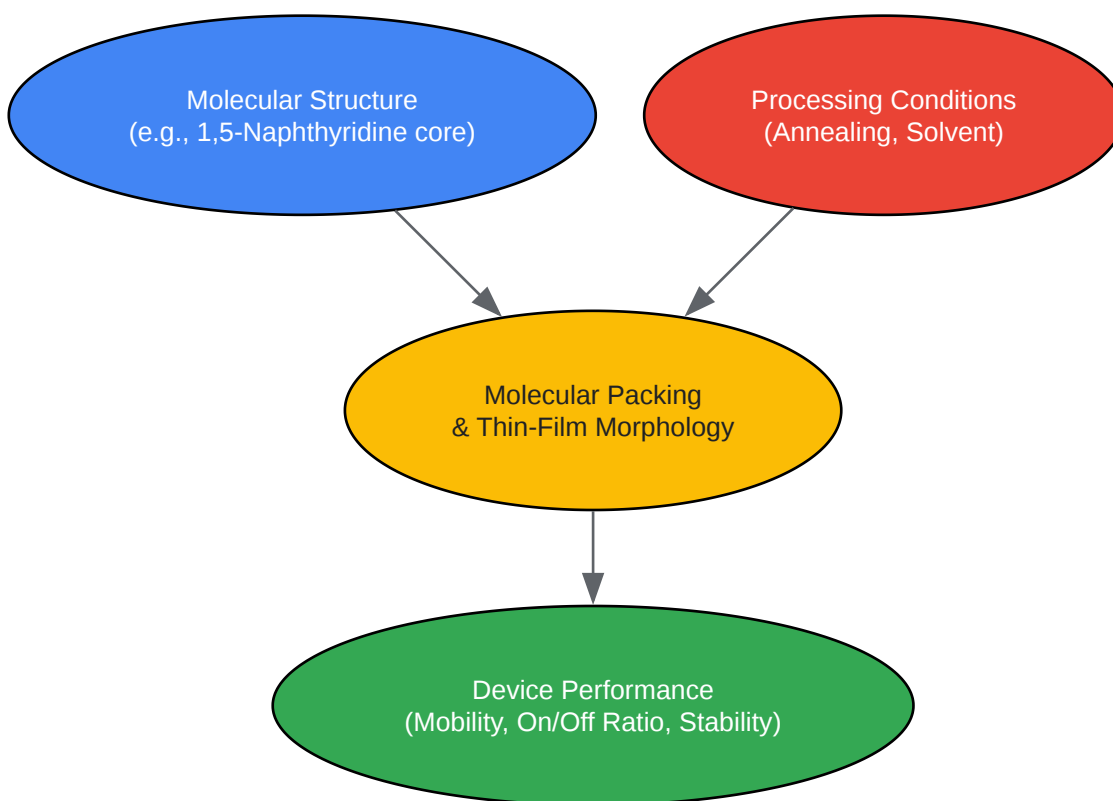 Molecular Structure
(e.g., 1,5-Naphthyridine core)
Processing Conditions
(Annealing, Solvent)
Molecular Packing
& Thin-Film Morphology
Device Performance
(Mobility, On/Off Ratio, Stability)